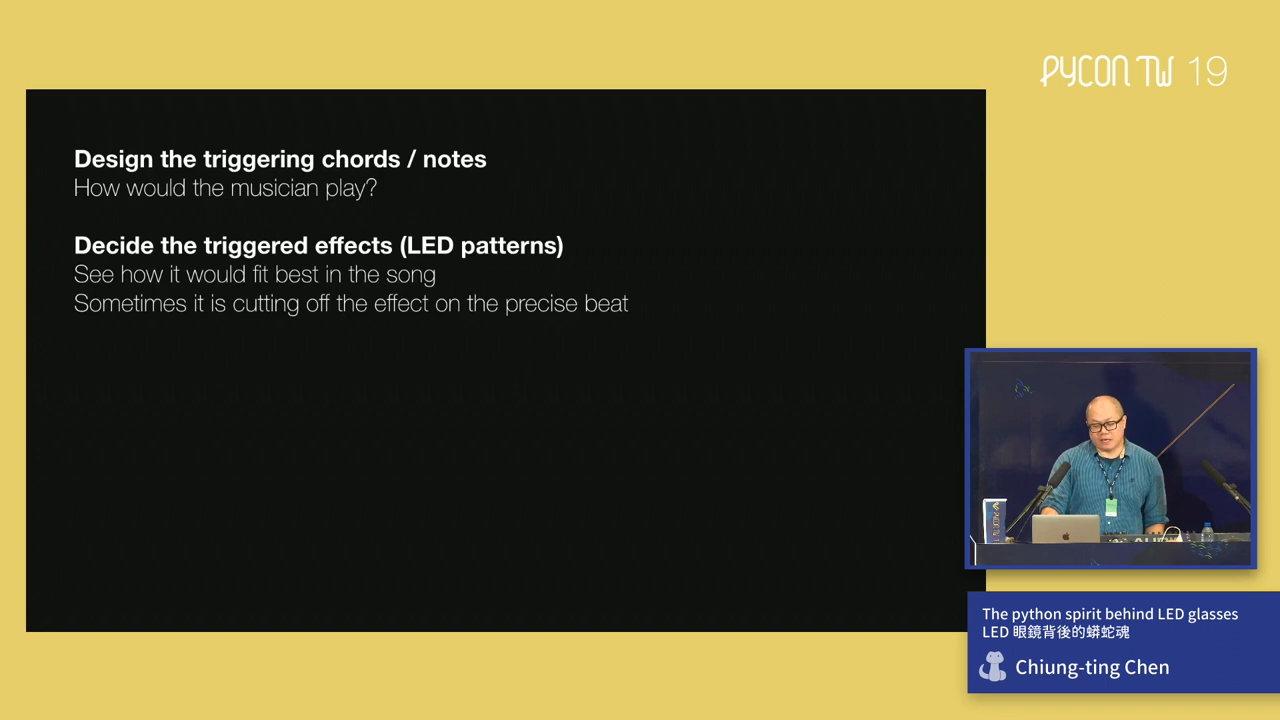 PYCON TW 19
Design the triggering chords / notes
How would the musician play?
Decide the triggered effects (LED patterns)
See how it would fit best in the song
Sometimes it is cutting off the effect on the precise beat
The python spirit behind LED glasses
LED 眼鏡背後的蟒蛇魂
Chiung-ting Chen